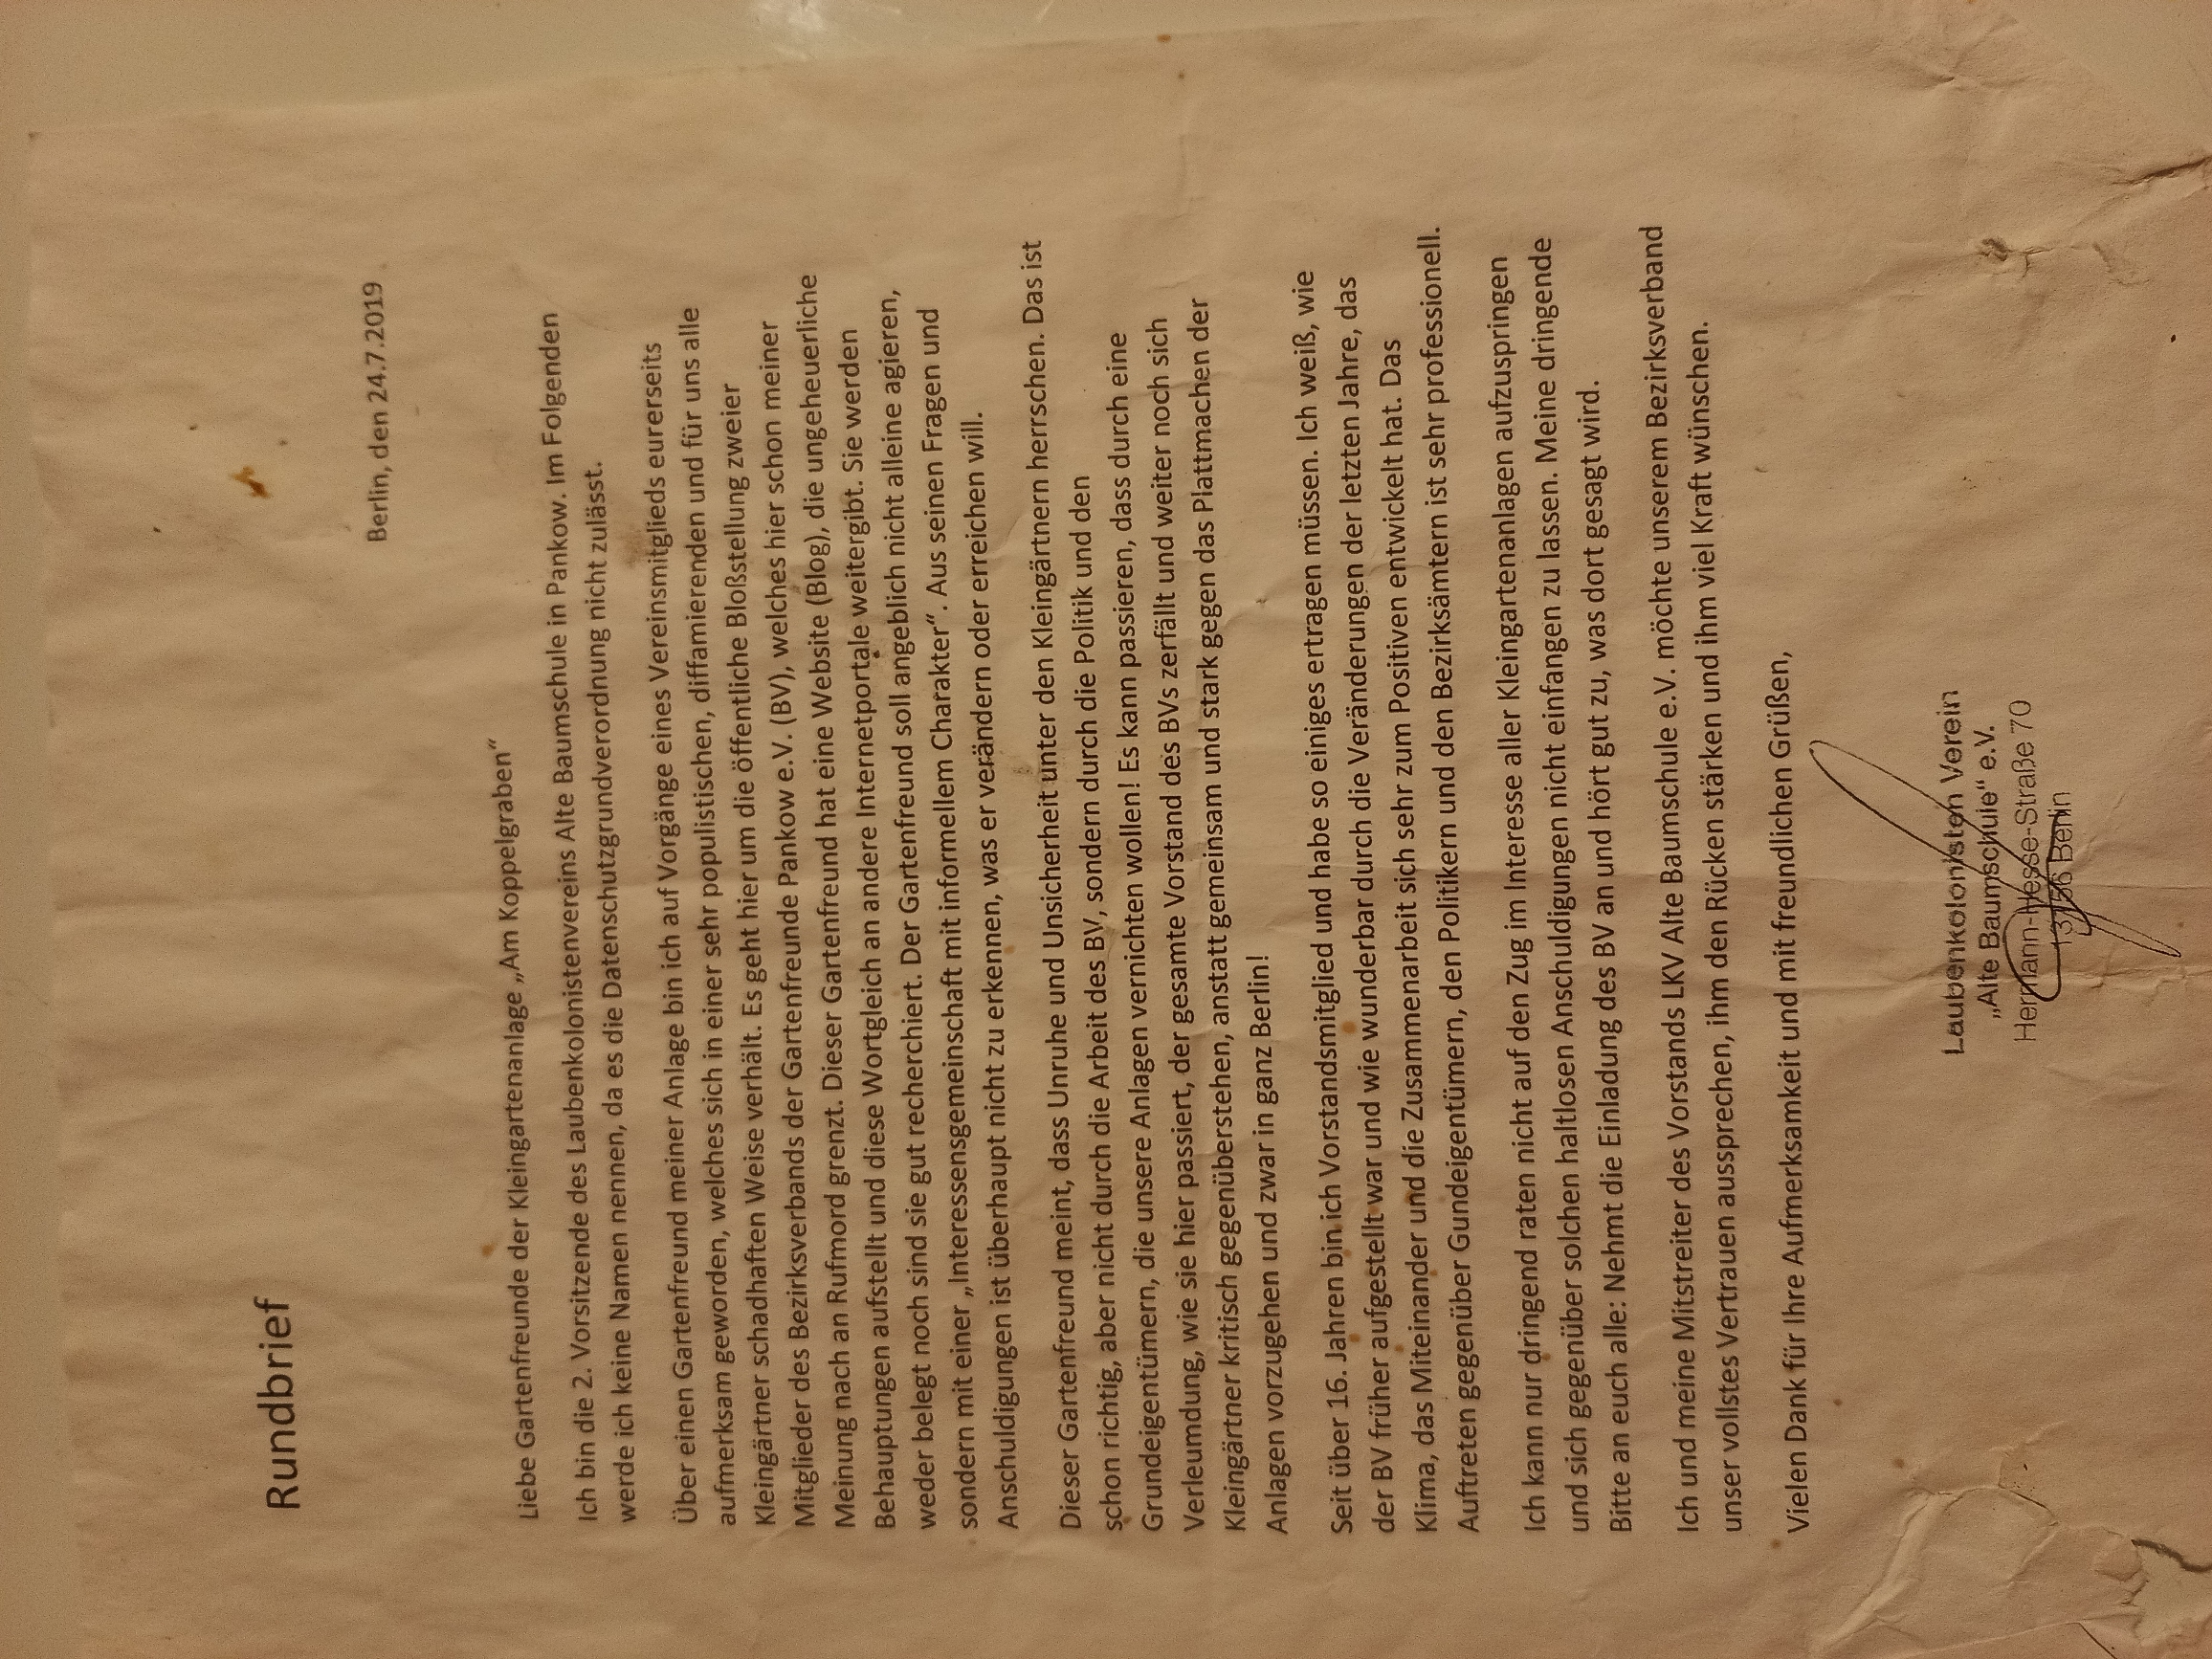 Rundbrief
Berlin, den 24.7.2019
Liebe Gartenfreunde der Kleingartenanlage „Am Koppelgraben“
Ich bin die 2. Vorsitzende des Laubenkolonistenvereins Alte Baumschule in Pankow. Im Folgenden
werde ich keine Namen nennen, da es die Datenschutzgrundverordnung nicht zulässt.
Über einen Gartenfreund meiner Anlage bin ich auf Vorgänge eines Vereinsmitglieds eurerseits
aufmerksam geworden, welches sich in einer sehr populistischen, diffamierenden und für uns alle
Kleingärtner schadhaften Weise verhält. Es geht hier um die öffentliche Bloßstellung zweier
Mitglieder des Bezirksverbands der Gartenfreunde Pankow e.V. (BV), welches hier schon meiner
Meinung nach an Rufmord grenzt. Dieser Gartenfreund hat eine Website (Blog), die ungeheuerliche
Behauptungen aufstellt und diese Wortgleich an andere Internetportale weitergibt. Sie werden
weder belegt noch sind sie gut recherchiert. Der Gartenfreund soll angeblich nicht alleine agieren,
sondern mit einer „Interessensgemeinschaft mit informellem Charakter“. Aus seinen Fragen und
Anschuldigungen ist überhaupt nicht zu erkennen, was er verändern oder erreichen will.
Dieser Gartenfreund meint, dass Unruhe und Unsicherheit unter den Kleingärtnern herrschen. Das ist
schon richtig, aber nicht durch die Arbeit des BV, sondern durch die Politik und den
Grundeigentümern, die unsere Anlagen vernichten wollen! Es kann passieren, dass durch eine
Verleumdung, wie sie hier passiert, der gesamte Vorstand des BVs zerfällt und weiter noch sich
Kleingärtner kritisch gegenüberstehen, anstatt gemeinsam und stark gegen das Plattmachen der
Anlagen vorzugehen und zwar in ganz Berlin!
Seit über 16. Jahren bin ich Vorstandsmitglied und habe so einiges ertragen müssen. Ich weiß, wie
der BV früher aufgestellt war und wie wunderbar durch die Veränderungen der letzten Jahre, das
Klima, das Miteinander und die Zusammenarbeit sich sehr zum Positiven entwickelt hat. Das
Auftreten gegenüber Gundeigentümern, den Politikern und den Bezirksämtern ist sehr professionell.
Ich kann nur dringend raten nicht auf den Zug im Interesse aller Kleingartenanlagen aufzuspringen
und sich gegenüber solchen haltlosen Anschuldigungen nicht einfangen zu lassen. Meine dringende
Bitte an euch alle: Nehmt die Einladung des BV an und hört gut zu, was dort gesagt wird.
Ich und meine Mitstreiter des Vorstands LKV Alte Baumschule e.V. möchte unserem Bezirksverband
unser vollstes Vertrauen aussprechen, ihm den Rücken stärken und ihm viel Kraft wünschen.
Vielen Dank für Ihre Aufmerksamkeit und mit freundlichen Grüßen,
Laubenkolonisten Verein
„Alte Baumschule“ e.V.
Hermann-Hesse-Straße 70
13156 Berlin